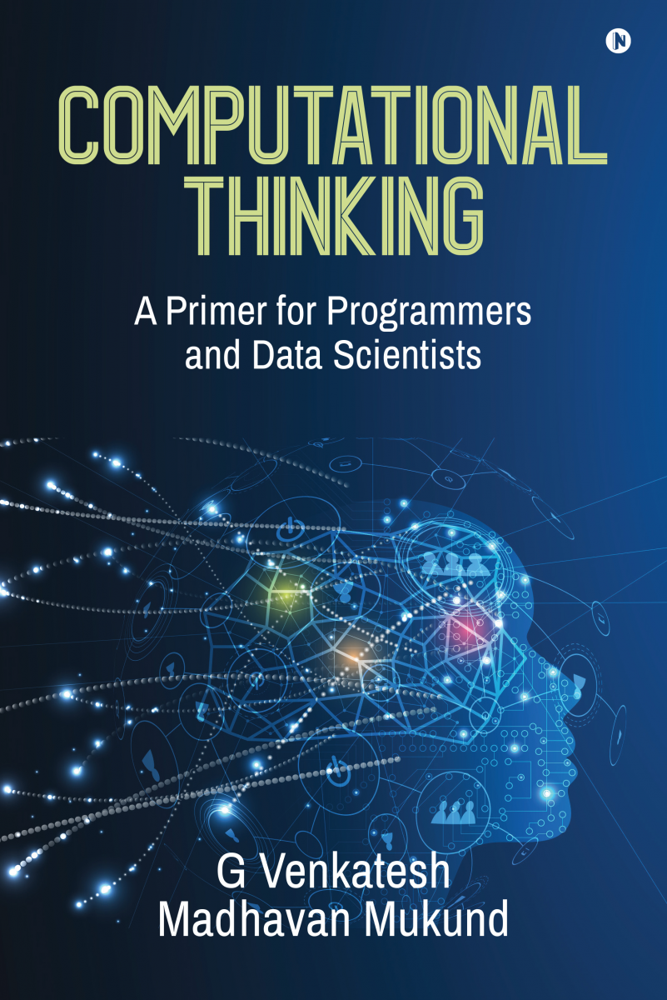 N
COMPUTATIONAL
THINKING
A Primer for Programmers
and Data Scientists
G Venkatesh
Madhavan Mukund